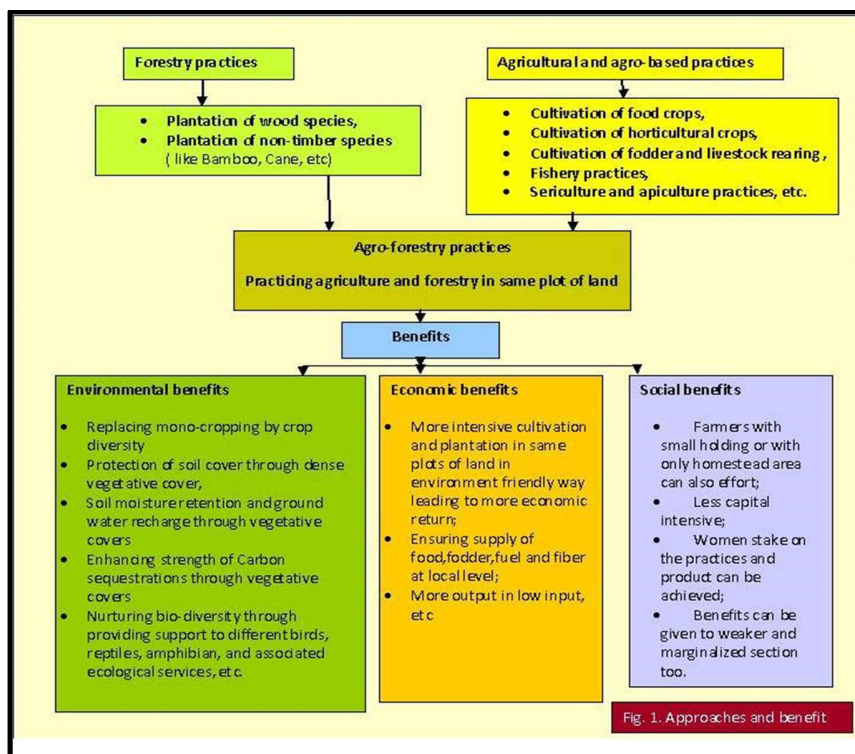 Forestry practices
Agricultural and agro-based practices
• Plantation of wood species,
• Plantation of non-timber species
( like Bamboo, Cane, etc)
• Cultivation of food crops,
• Cultivation of horticultural crops,
• Cultivation of fodder and livestock rearing ,
• Fishery practices,
• Sericulture and apiculture practices, etc.
Agro-forestry practices
Practicing agriculture and forestry in same plot of land
Benefits
Environmental benefits
• Replacing mono-cropping by crop
diversity
• Protection of soil cover through dense
vegetative cover,
• Soil moisture retention and ground
water recharge through vegetative
covers
• Enhancing strength of Carbon
sequestrations through vegetative
covers
• Nurturing bio-diversity through
providing support to different birds,
reptiles, amphibian, and associated
ecological services, etc.
Economic benefits
• More intensive cultivation
and plantation in same
plots of land in
environment friendly way
leading to more economic
return;
• Ensuring supply of
food,fodder,fuel and fiber
at local level;
• More output in low input,
etc
Social benefits
• Farmers with
small holding or with
only homestead area
can also effort;
• Less capital
intensive;
• Women stake on
the practices and
product can be
achieved;
• Benefits can be
given to weaker and
marginalized section
too.
Fig. 1. Approaches and benefit